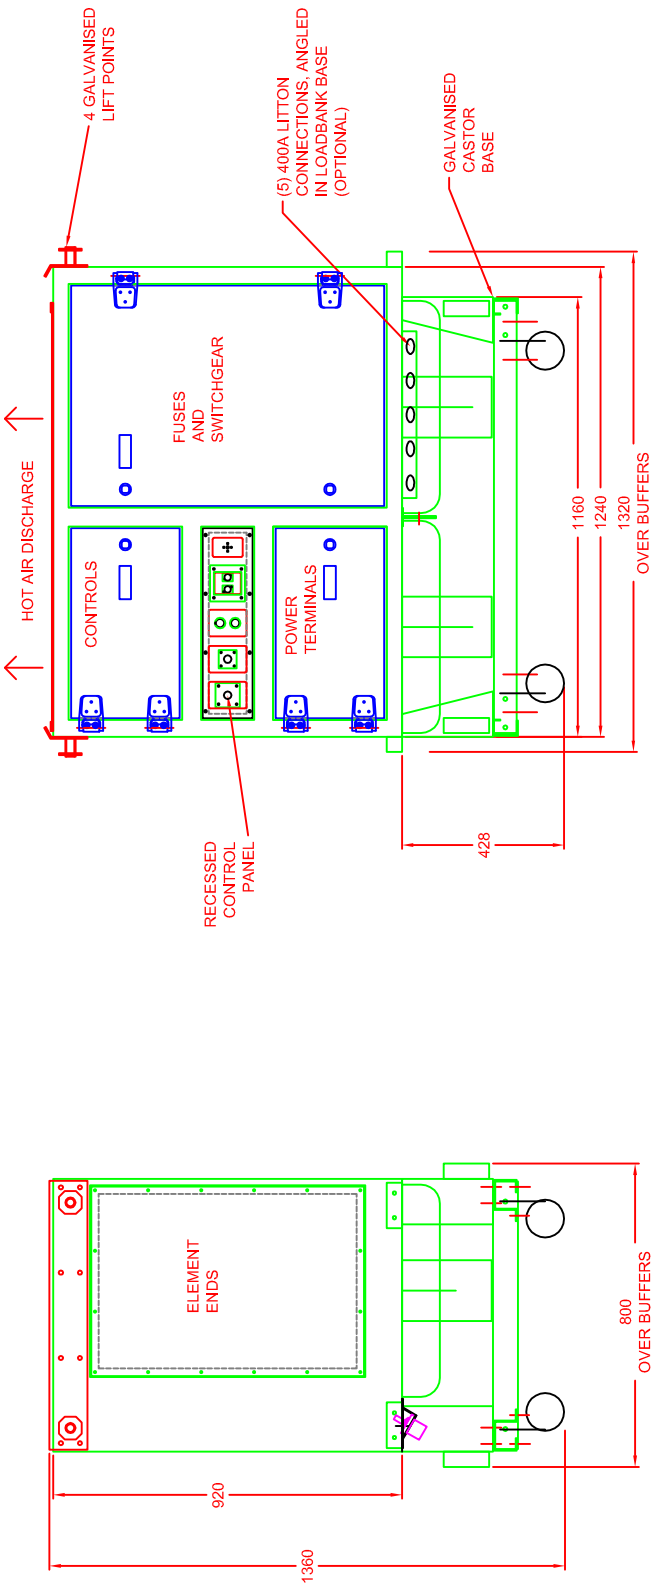 4 GALVANISED
LIFT POINTS
(5) 400A LITTON
CONNECTIONS, ANGLED
IN LOADBANK BASE
(OPTIONAL)
GALVANISED
CASTOR
BASE
HOT AIR DISCHARGE
FUSES
AND
SWITCHGEAR
CONTROLS
POWER
TERMINALS
1160
1240
1320
OVER BUFFERS
428
RECESSED
CONTROL
PANEL
ELEMENT
ENDS
800
OVER BUFFERS
920
1360